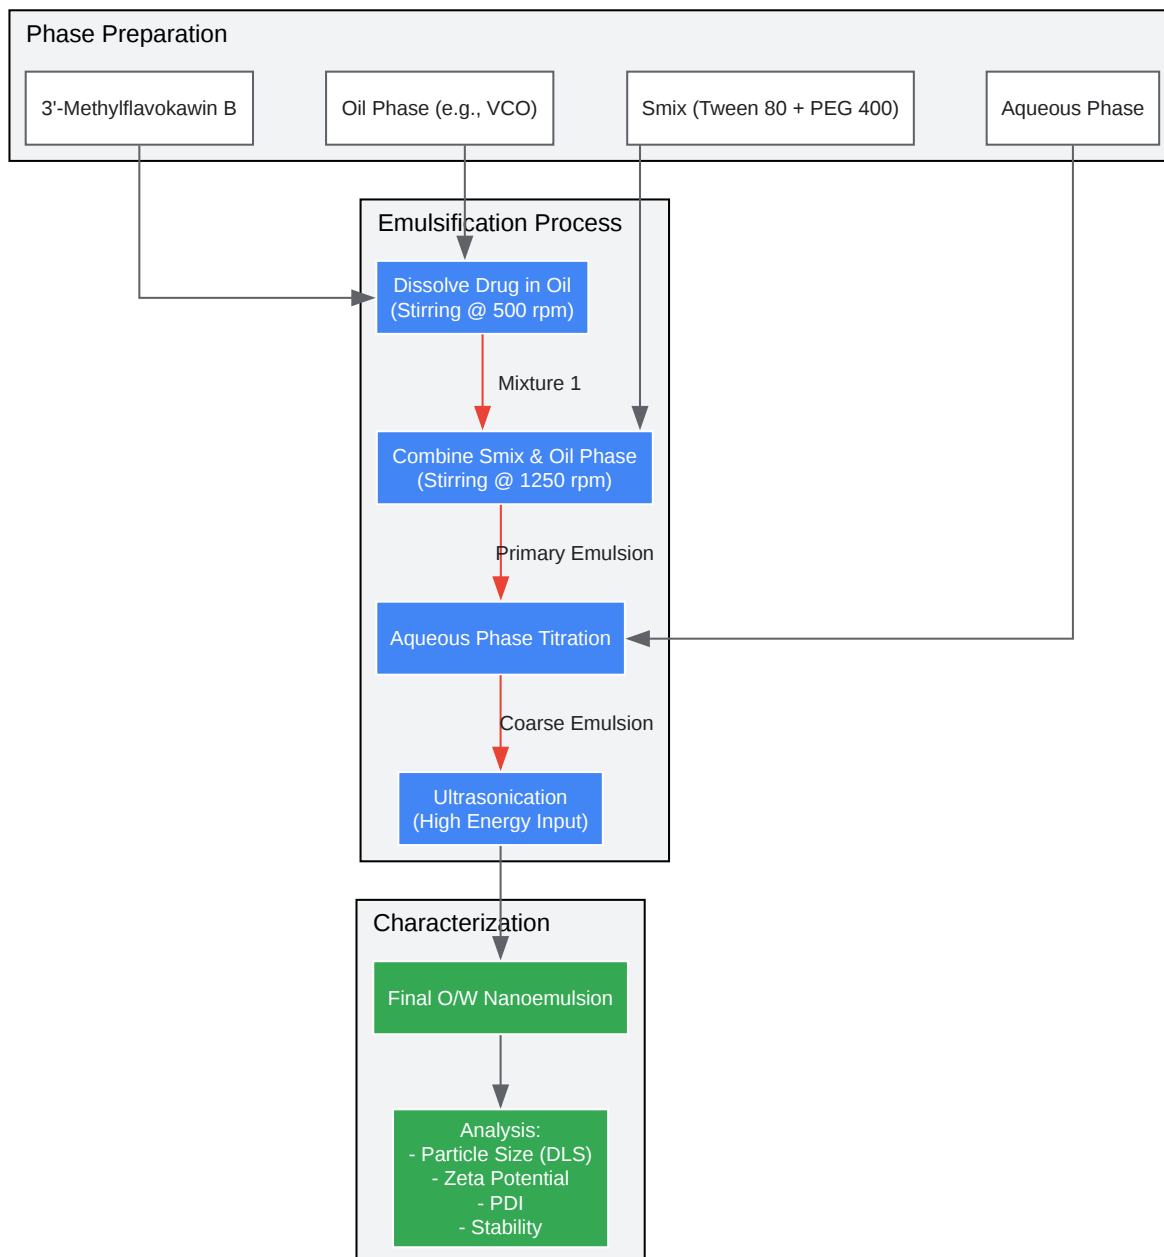 Phase Preparation
3'-Methylflavokawin B
Oil Phase (e.g., VCO)
Smix (Tween 80 + PEG 400)
Aqueous Phase
Emulsification Process
Dissolve Drug in Oil
(Stirring @ 500 rpm)
Mixture 1
Combine Smix & Oil Phase
(Stirring @ 1250 rpm)
Primary Emulsion
Aqueous Phase Titration
Coarse Emulsion
Ultrasonication
(High Energy Input)
Characterization
Final O/W Nanoemulsion
Analysis:
- Particle Size (DLS)
- Zeta Potential
- PDI
- Stability